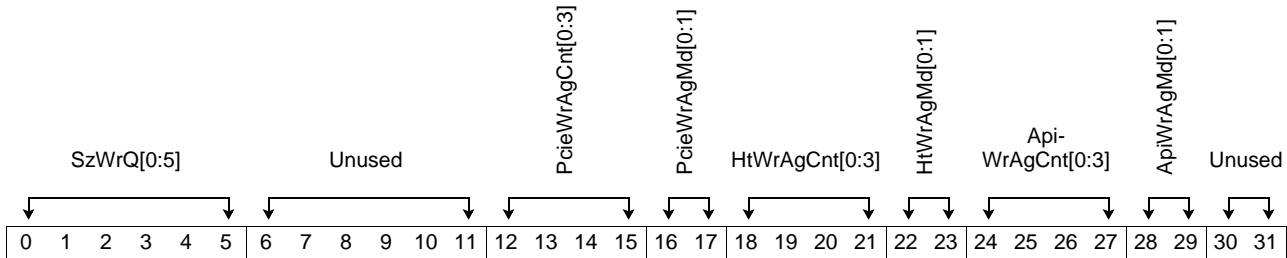 SzWrQ[0:5]
Unused
PcieWrAgCnt[0:3]
PcieWrAgMd[0:1]
HtWrAgCnt[0:3]
HtWrAgMd[0:1]
Api-
WrAgCnt[0:3]
ApiWrAgMd[0:1]
Unused
0 1 2 3 4 5 6 7 8 9 10 11 12 13 14 15 16 17 18 19 20 21 22 23 24 25 26 27 28 29 30 31